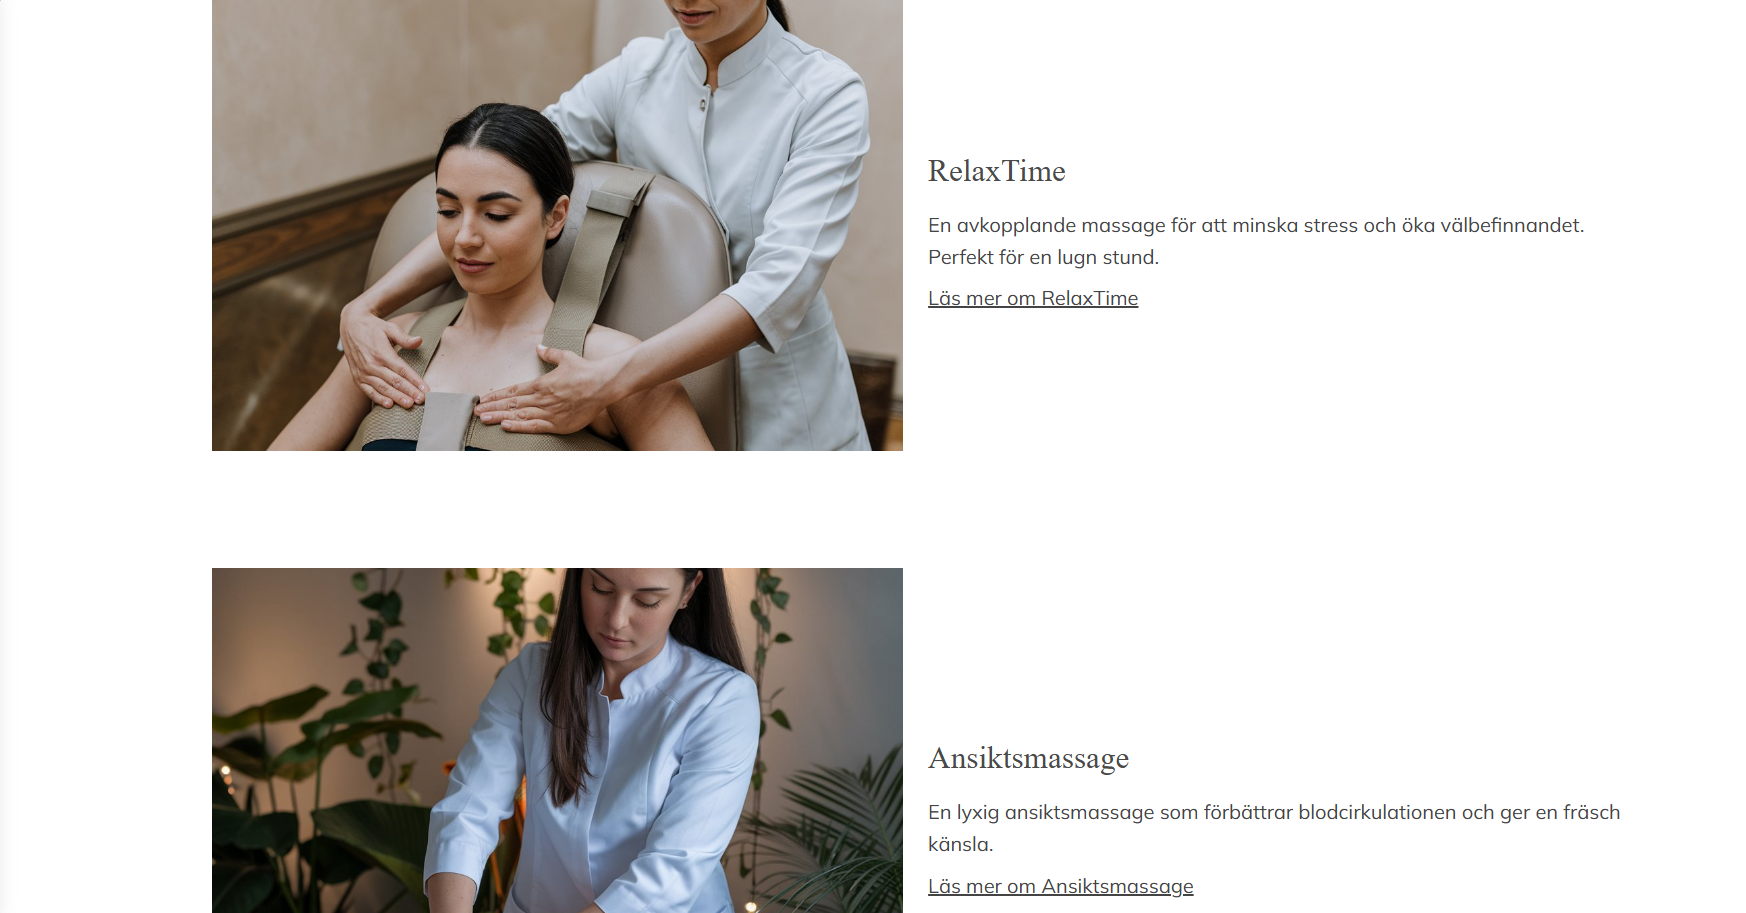 RelaxTime
En avkopplande massage för att minska stress och öka välbefinnandet.
Perfekt för en lugn stund.
Läs mer om RelaxTime
Ansiktsmassage
En lyxig ansiktsmassage som förbättrar blodcirkulationen och ger en fräsch
känsla.
Läs mer om Ansiktsmassage